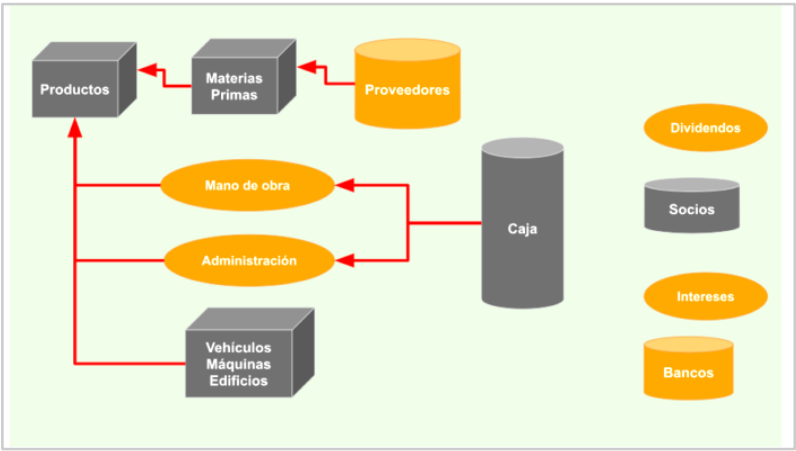 Productos
Materias
Primas
Proveedores
Dividendos
Mano de obra
Caja
Socios
Administración
Intereses
Vehículos
Máquinas
Edificios
Bancos